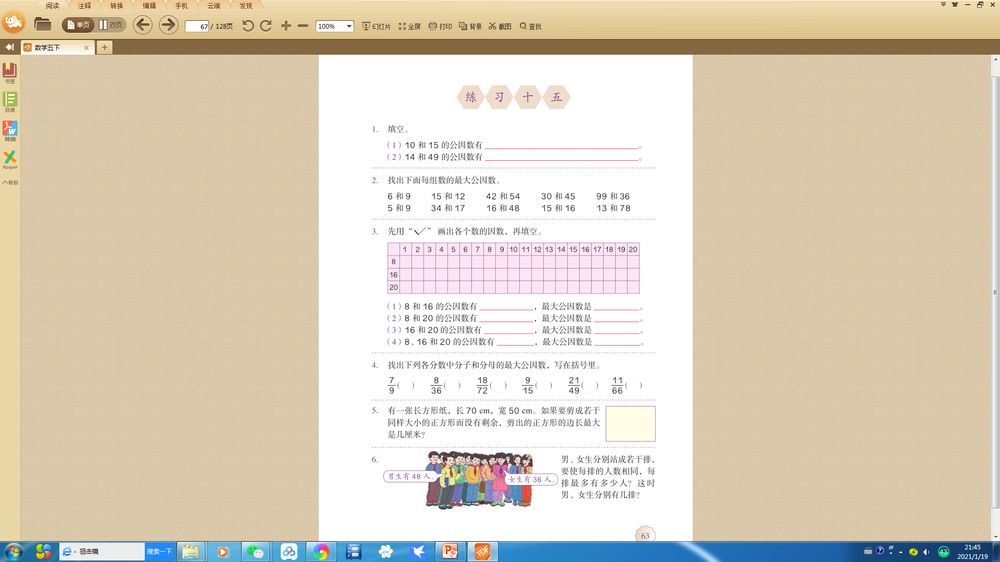 阅读 注释 转换 编辑 手机 云端 发现
单页 双页 67 / 128页 100% 幻灯片 全屏 打印 背景 截图 查找
数学五下
书签
目录
转换
Xpaper
收起
练习十五
1. 填空。
（1）10 和 15 的公因数有 ＿＿＿＿＿＿。
（2）14 和 49 的公因数有 ＿＿＿＿＿＿。
2. 找出下面每组数的最大公因数。
6 和 9 15 和 12 42 和 54 30 和 45 99 和 36
5 和 9 34 和 17 16 和 48 15 和 16 13 和 78
3. 先用“✓”画出各个数的因数，再填空。
1 2 3 4 5 6 7 8 9 10 11 12 13 14 15 16 17 18 19 20
8
16
20
（1）8 和 16 的公因数有 ＿＿＿＿，最大公因数是 ＿＿＿＿。
（2）8 和 20 的公因数有 ＿＿＿＿，最大公因数是 ＿＿＿＿。
（3）16 和 20 的公因数有 ＿＿＿＿，最大公因数是 ＿＿＿＿。
（4）8、16 和 20 的公因数有 ＿＿＿＿，最大公因数是 ＿＿＿＿。
4. 找出下列各分数中分子和分母的最大公因数，写在括号里。
7/9（ ） 8/36（ ） 18/72（ ） 9/15（ ） 21/49（ ） 11/66（ ）
5. 有一张长方形纸，长 70 cm，宽 50 cm。如果要剪成若干
同样大小的正方形而没有剩余，剪出的正方形的边长最大
是几厘米？
6.
男生有 48 人。
女生有 36 人。
男、女生分别站成若干排，
要使每排的人数相同，每
排最多有多少人？这时
男、女生分别有几排？
63
狙击镜 搜索一下
PDF
43
21:45
2021/1/19